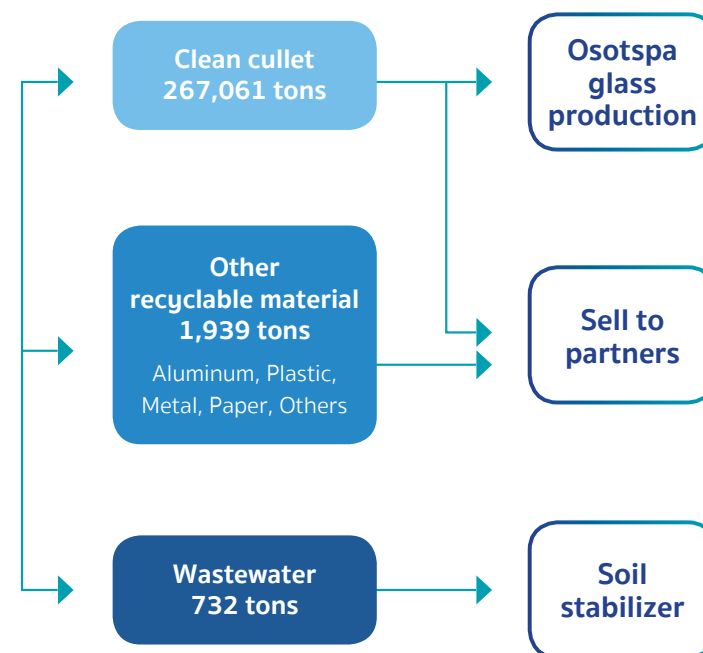 Clean cullet
267,061 tons
Osotspa
glass
production
Other
recyclable material
1,939 tons
Aluminum, Plastic,
Metal, Paper, Others
Sell to
partners
Wastewater
732 tons
Soil
stabilizer